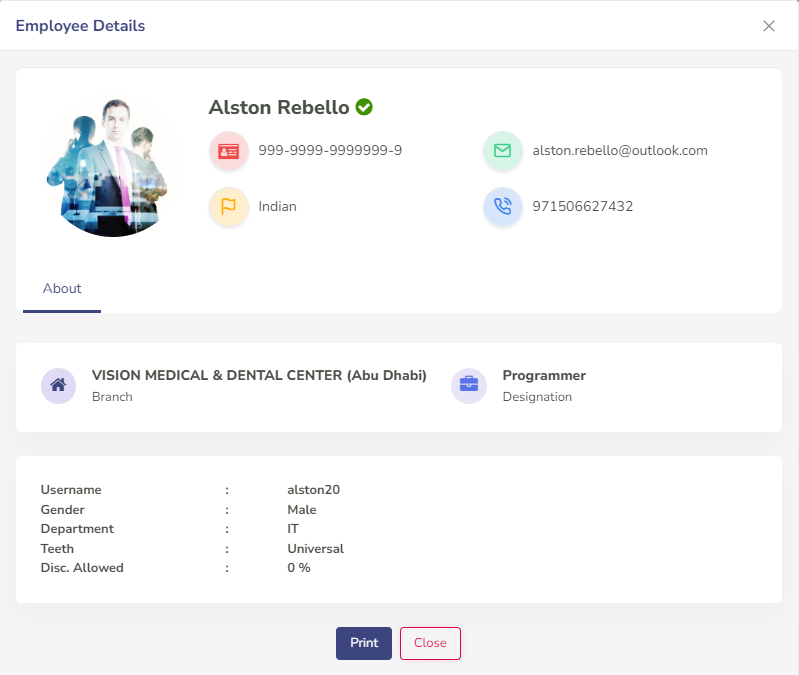 Employee Details
Alston Rebello
999-9999-9999999-9
alston.rebello@outlook.com
Indian
971506627432
About
VISION MEDICAL & DENTAL CENTER (Abu Dhabi)
Branch
Programmer
Designation
Username : alston20
Gender : Male
Department : IT
Teeth : Universal
Disc. Allowed : 0 %
Print
Close